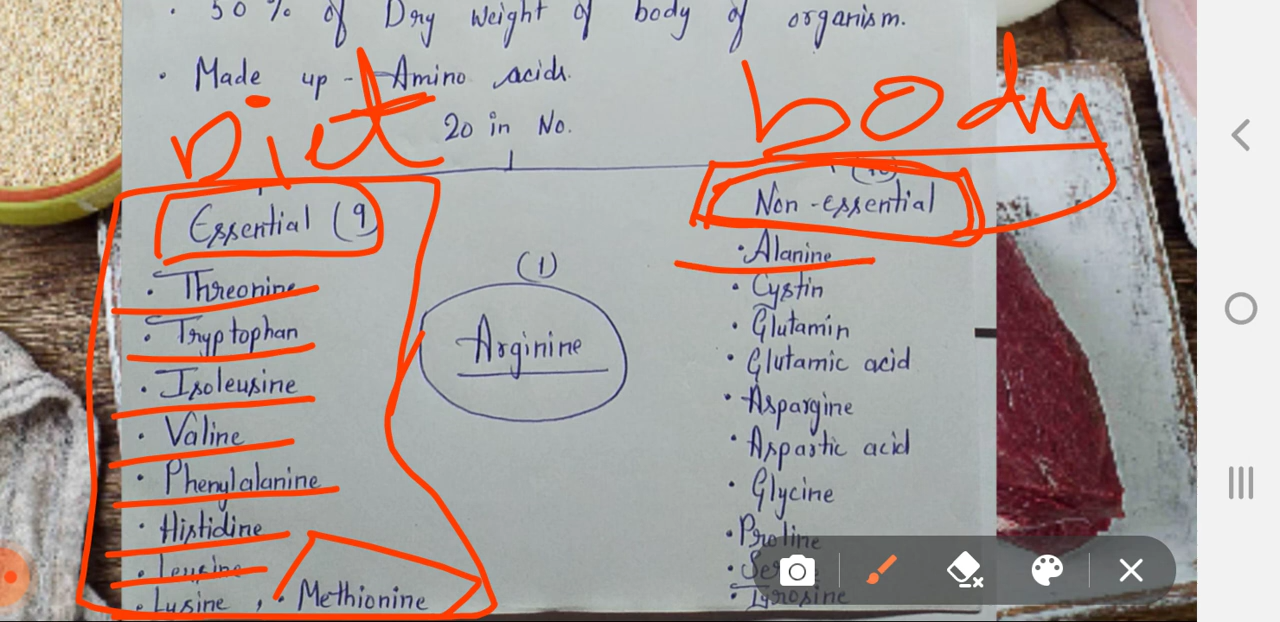 . 50 % of Dry Weight of body of organism.
. Made up - Amino acids.
20 in No.
Diet
body
Essential (9)
. Threonine
. Tryptophan
. Isoleusine
. Valine
. Phenylalanine
. Histidine
. Leusine
. Lysine , . Methionine
(1)
Arginine
(10)
Non-essential
. Alanine
. Cystin
. Glutamin
. Glutamic acid
. Aspargine
. Aspartic acid
. Glycine
. Proline
. Tyrosine